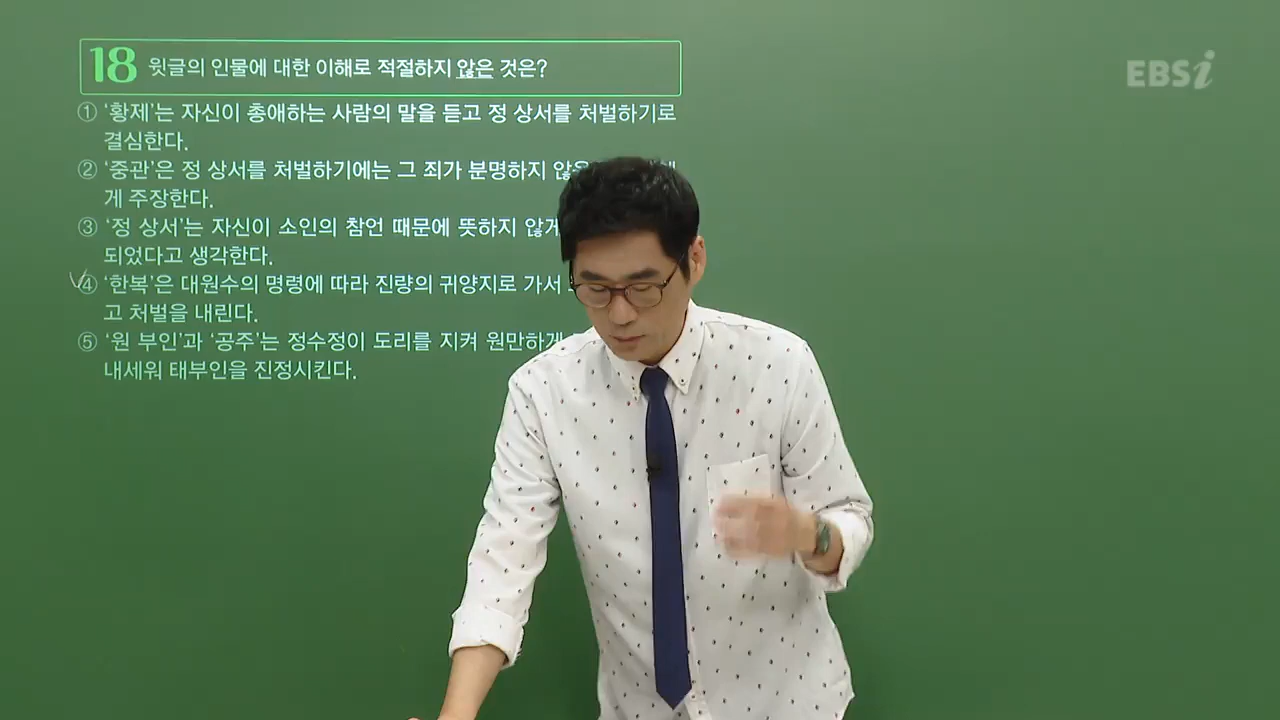 18 윗글의 인물에 대한 이해로 적절하지 않은 것은?
EBSi
① ‘황제’는 자신이 총애하는 사람의 말을 듣고 정 상서를 처벌하기로
결심한다.
② ‘중관’은 정 상서를 처벌하기에는 그 죄가 분명하지
게 주장한다.
③ ‘정 상서’는 자신이 소인의 참언 때문에 뜻하지 않게
되었다고 생각한다.
④ ‘한복’은 대원수의 명령에 따라 진량의 귀양지로 가서
고 처벌을 내린다.
⑤ ‘원 부인’과 ‘공주’는 정수정이 도리를 지켜 원만하게
내세워 태부인을 진정시킨다.